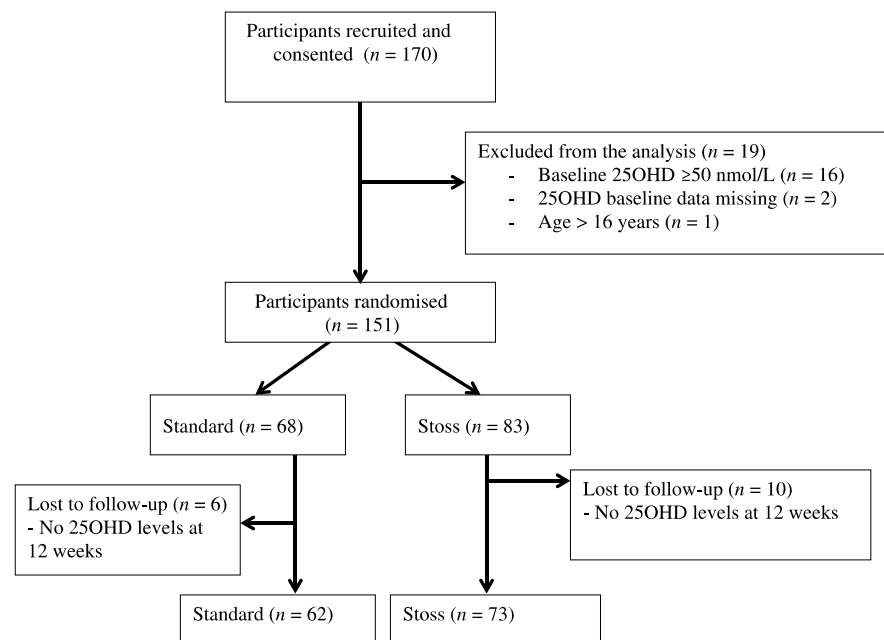 Participants recruited and
consented (n = 170)
Excluded from the analysis (n = 19)
- Baseline 25OHD ≥50 nmol/L (n = 16)
- 25OHD baseline data missing (n = 2)
- Age > 16 years (n = 1)
Participants randomised
(n = 151)
Standard (n = 68)
Stoss (n = 83)
Lost to follow-up (n = 6)
- No 25OHD levels at
12 weeks
Lost to follow-up (n = 10)
- No 25OHD levels at 12 weeks
Standard (n = 62)
Stoss (n = 73)